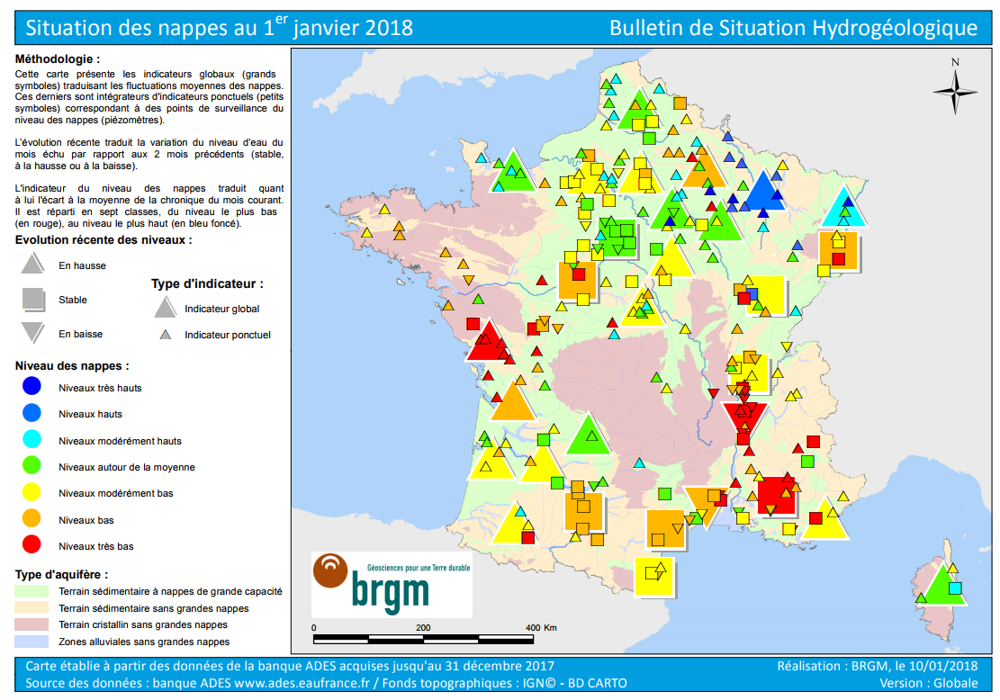 Situation des nappes au 1er janvier 2018
Bulletin de Situation Hydrogéologique
Méthodologie :
Cette carte présente les indicateurs globaux (grands
symboles) traduisant les fluctuations moyennes des nappes.
Ces derniers sont intégrateurs d'indicateurs ponctuels (petits
symboles) correspondant à des points de surveillance du
niveau des nappes (piézomètres).
L'évolution récente traduit la variation du niveau d'eau du
mois échu par rapport aux 2 mois précédents (stable,
à la hausse ou à la baisse).
L'indicateur du niveau des nappes traduit quant
à lui l'écart à la moyenne de la chronique du mois courant.
Il est réparti en sept classes, du niveau le plus bas
(en rouge), au niveau le plus haut (en bleu foncé).
Evolution récente des niveaux :
En hausse
Stable
En baisse
Type d'indicateur :
Indicateur global
Indicateur ponctuel
Niveau des nappes :
Niveaux très hauts
Niveaux hauts
Niveaux modérément hauts
Niveaux autour de la moyenne
Niveaux modérément bas
Niveaux bas
Niveaux très bas
Type d'aquifère :
Terrain sédimentaire à nappes de grande capacité
Terrain sédimentaire sans grandes nappes
Terrain cristallin sans grandes nappes
Zones alluviales sans grandes nappes
N
Géosciences pour une Terre durable
brgm
0 200 400 Km
Carte établie à partir des données de la banque ADES acquises jusqu'au 31 décembre 2017
Source des données : banque ADES www.ades.eaufrance.fr / Fonds topographiques : IGN© - BD CARTO
Réalisation : BRGM, le 10/01/2018
Version : Globale